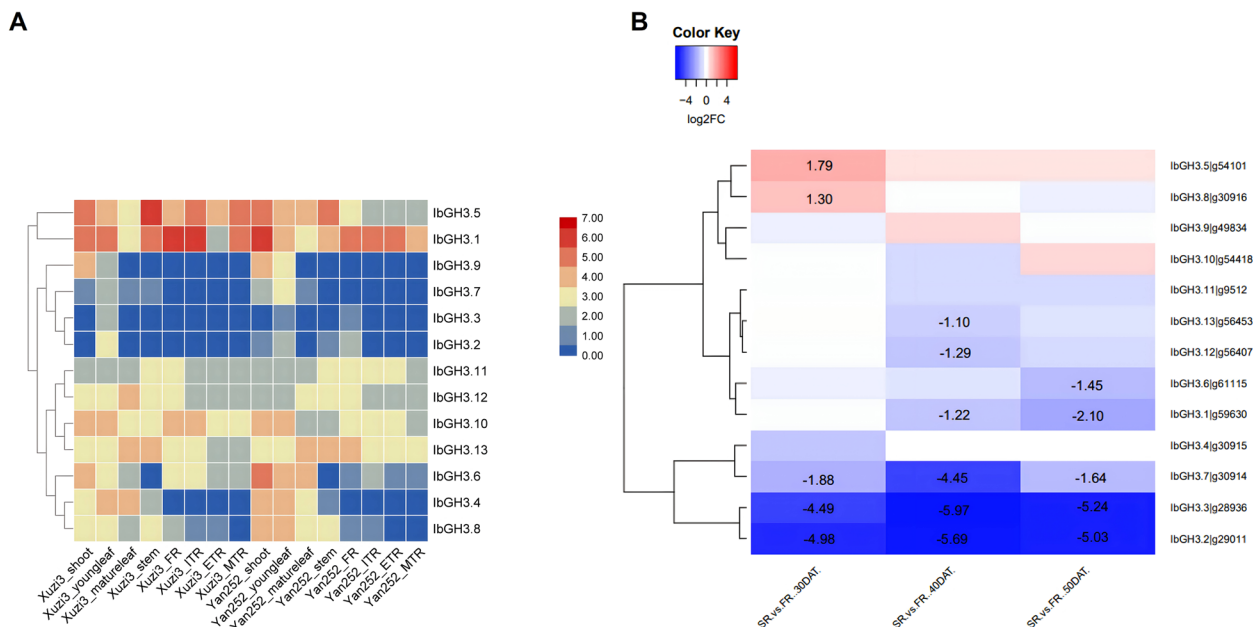 A
B
Color Key
−4 0 4
log2FC
IbGH3.5
IbGH3.1
IbGH3.9
IbGH3.7
IbGH3.3
IbGH3.2
IbGH3.11
IbGH3.12
IbGH3.10
IbGH3.13
IbGH3.6
IbGH3.4
IbGH3.8
7.00
6.00
5.00
4.00
3.00
2.00
1.00
0.00
Xuzi3_shoot
Xuzi3_youngleaf
Xuzi3_matureleaf
Xuzi3_stem
Xuzi3_FR
Xuzi3_ITR
Xuzi3_ETR
Xuzi3_MTR
Yan252_shoot
Yan252_youngleaf
Yan252_matureleaf
Yan252_stem
Yan252_FR
Yan252_ITR
Yan252_ETR
Yan252_MTR
1.79 IbGH3.5|g54101
1.30 IbGH3.8|g30916
IbGH3.9|g49834
IbGH3.10|g54418
IbGH3.11|g9512
-1.10 IbGH3.13|g56453
-1.29 IbGH3.12|g56407
-1.45 IbGH3.6|g61115
-1.22 -2.10 IbGH3.1|g59630
IbGH3.4|g30915
-1.88 -4.45 -1.64 IbGH3.7|g30914
-4.49 -5.97 -5.24 IbGH3.3|g28936
-4.98 -5.69 -5.03 IbGH3.2|g29011
SR.vs.FR..30DAT.
SR.vs.FR..40DAT.
SR.vs.FR..50DAT.